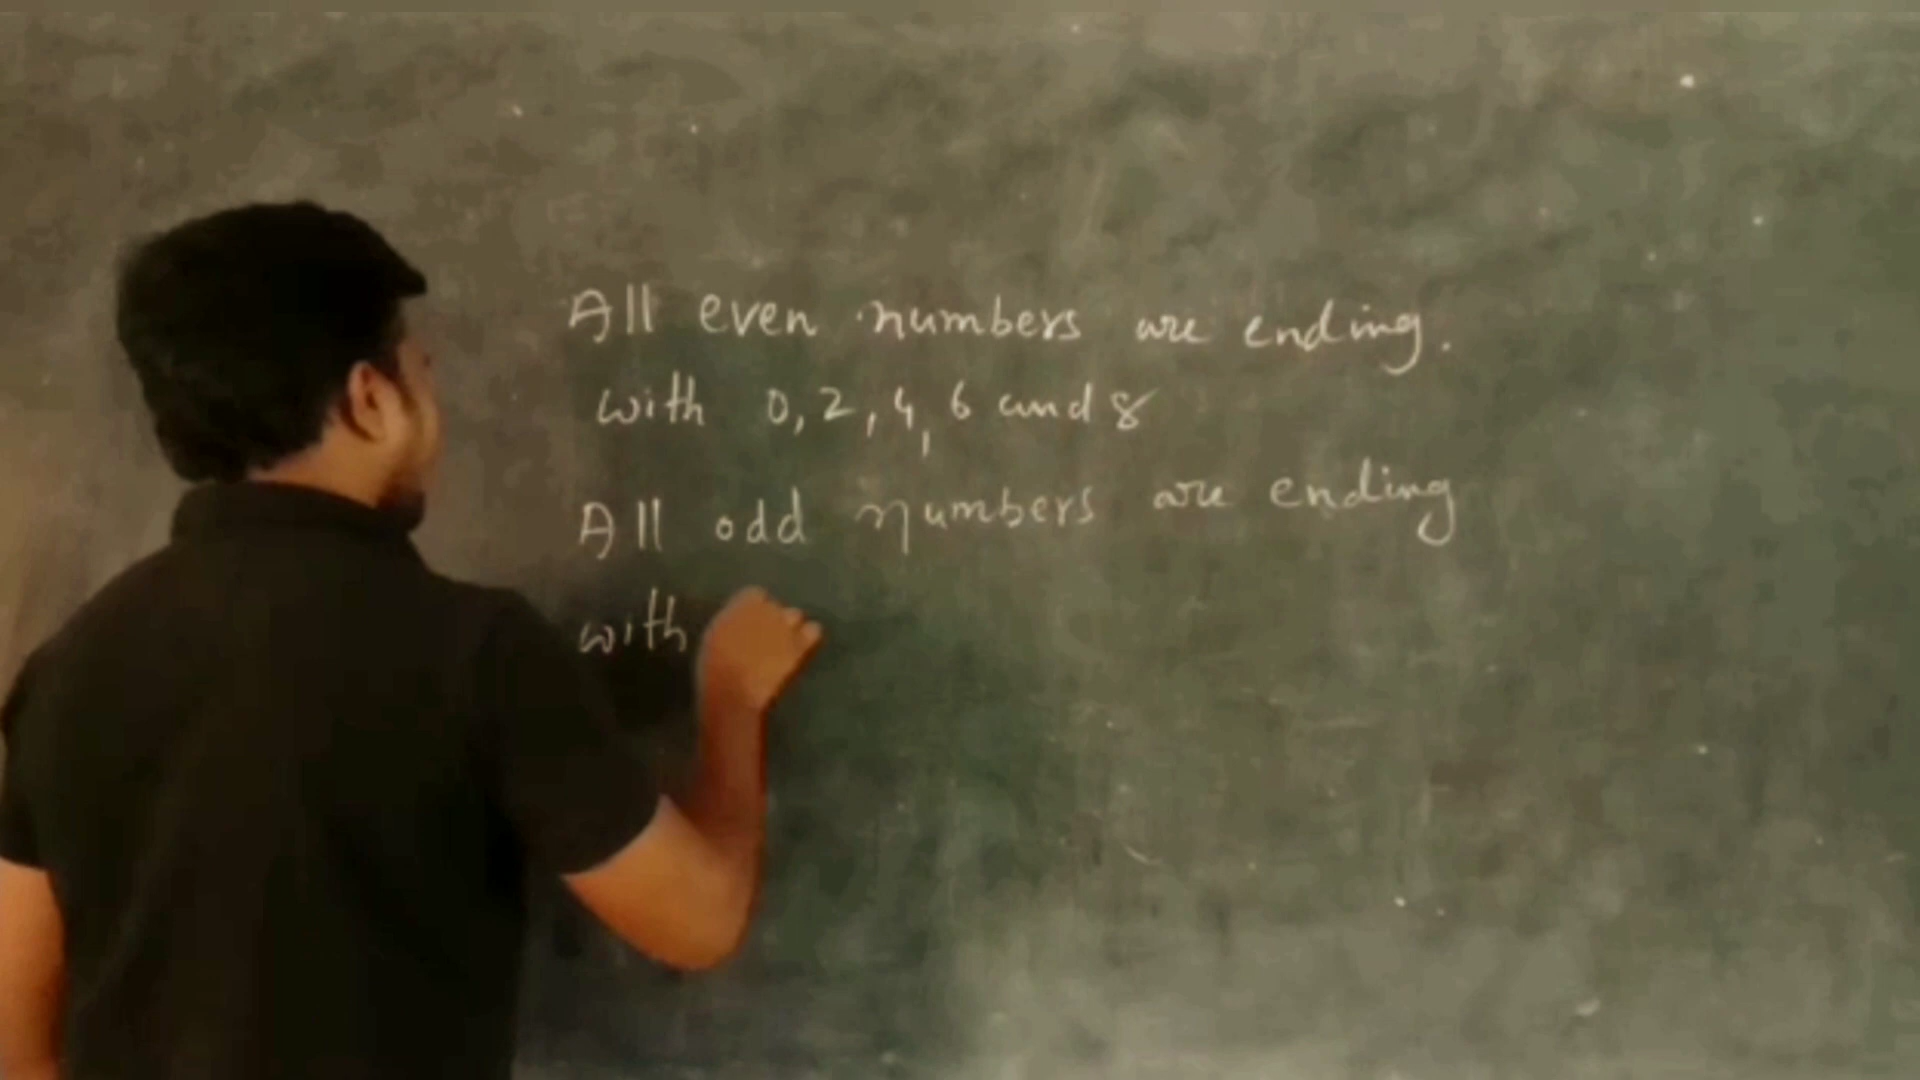 All even numbers are ending.
with 0, 2, 4, 6 and 8
All odd numbers are ending
with